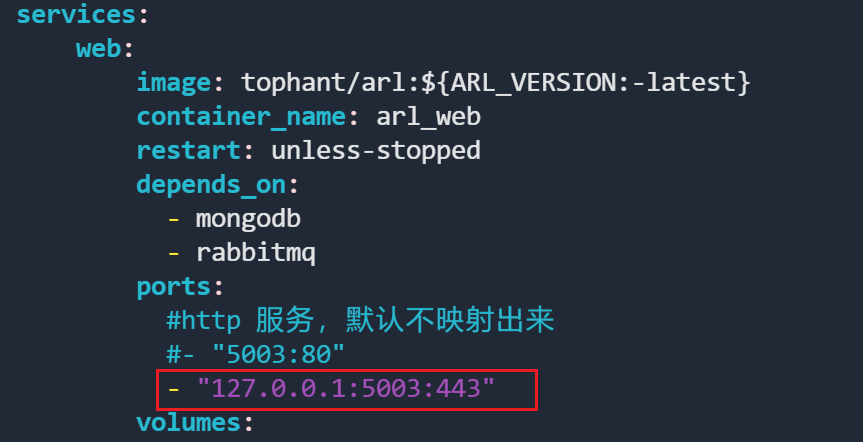 services:
web:
image: tophant/arl:${ARL_VERSION:-latest}
container_name: arl_web
restart: unless-stopped
depends_on:
- mongodb
- rabbitmq
ports:
#http 服务，默认不映射出来
#- "5003:80"
- "127.0.0.1:5003:443"
volumes: